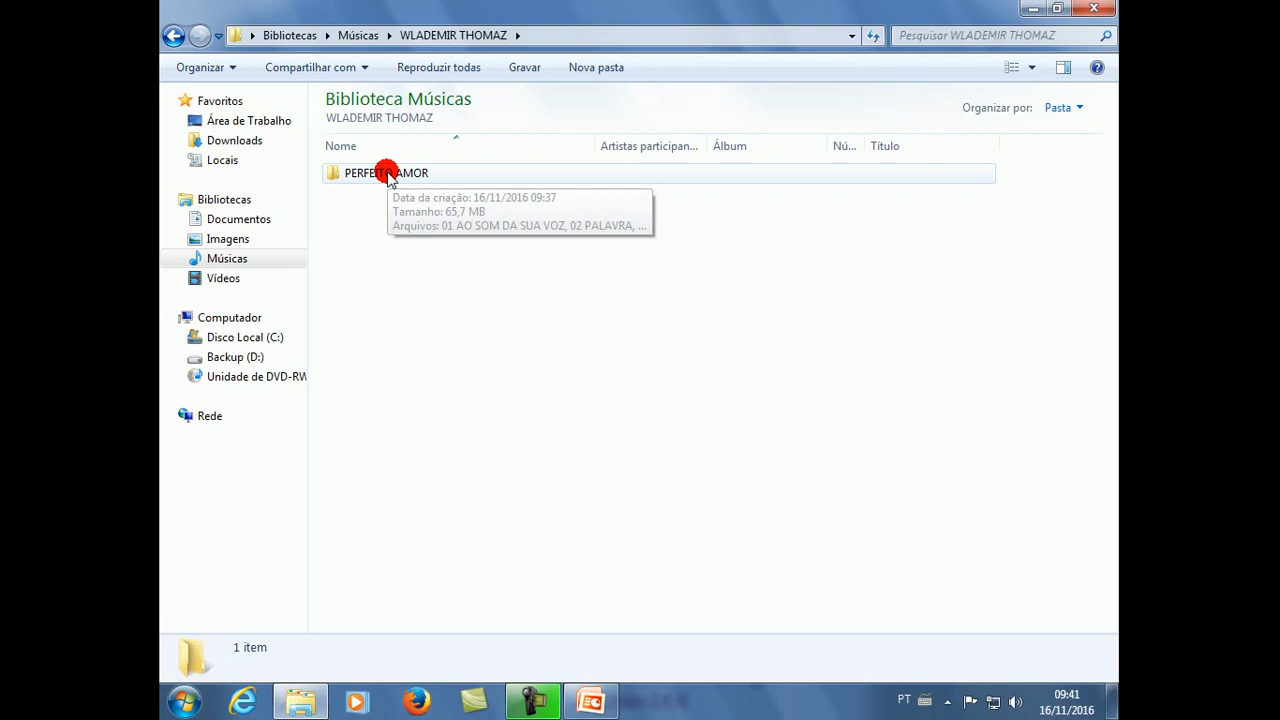 Bibliotecas Músicas WLADEMIR THOMAZ
Pesquisar WLADEMIR THOMAZ
Organizar Compartilhar com Reproduzir todas Gravar Nova pasta
Favoritos
Área de Trabalho
Downloads
Locais
Bibliotecas
Documentos
Imagens
Músicas
Vídeos
Computador
Disco Local (C:)
Backup (D:)
Unidade de DVD-RW
Rede
Biblioteca Músicas
WLADEMIR THOMAZ
Organizar por: Pasta
Nome Artistas participan... Álbum Nú... Título
PERFEITO AMOR
Data da criação: 16/11/2016 09:37
Tamanho: 65,7 MB
Arquivos: 01 AO SOM DA SUA VOZ, 02 PALAVRA, ...
1 item
PT
09:41
16/11/2016